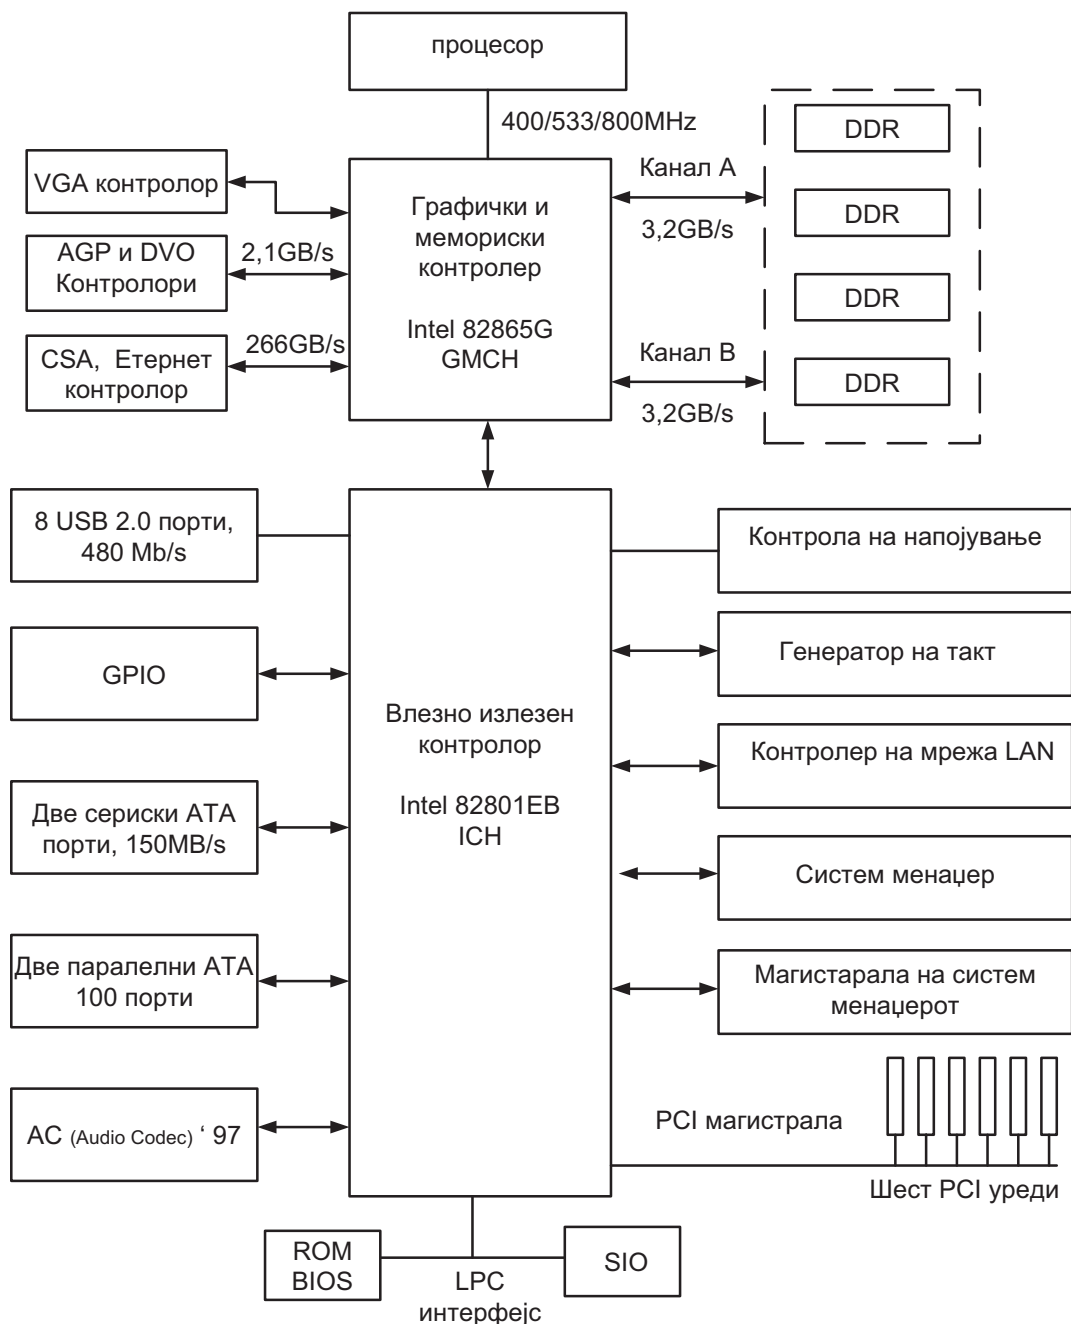 процесор
400/533/800MHz
VGA контролор
AGP и DVO
Контролори
2,1GB/s
CSA, Етернет
контролор
266GB/s
Графички и
мемориски
контролер
Intel 82865G
GMCH
Канал A
3,2GB/s
Канал B
3,2GB/s
DDR
DDR
DDR
DDR
8 USB 2.0 порти,
480 Mb/s
GPIO
Две сериски ATA
порти, 150MB/s
Две паралелни ATA
100 порти
AC (Audio Codec) ‘ 97
Влезно излезен
контролор
Intel 82801EB
ICH
Контрола на напојување
Генератор на такт
Контролер на мрежа LAN
Систем менаџер
Магистарала на систем
менаџерот
PCI магистрала
Шест PCI уреди
ROM
BIOS
LPC
интерфејс
SIO